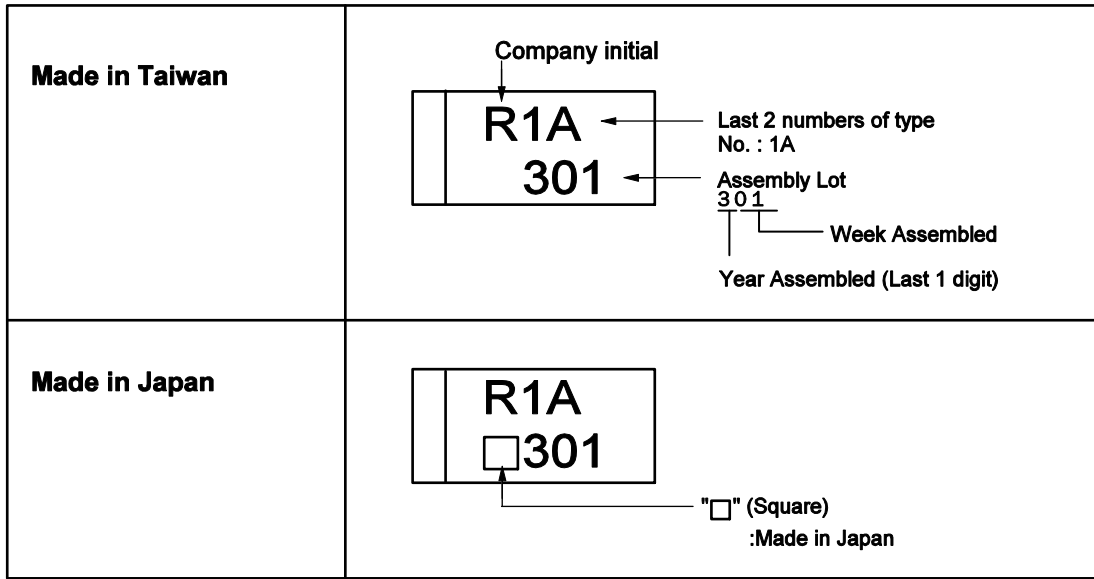 Made in Taiwan
Company initial
R1A
Last 2 numbers of type
No. : 1A
301
Assembly Lot
301
Week Assembled
Year Assembled (Last 1 digit)
Made in Japan
R1A
□301
"□" (Square)
:Made in Japan